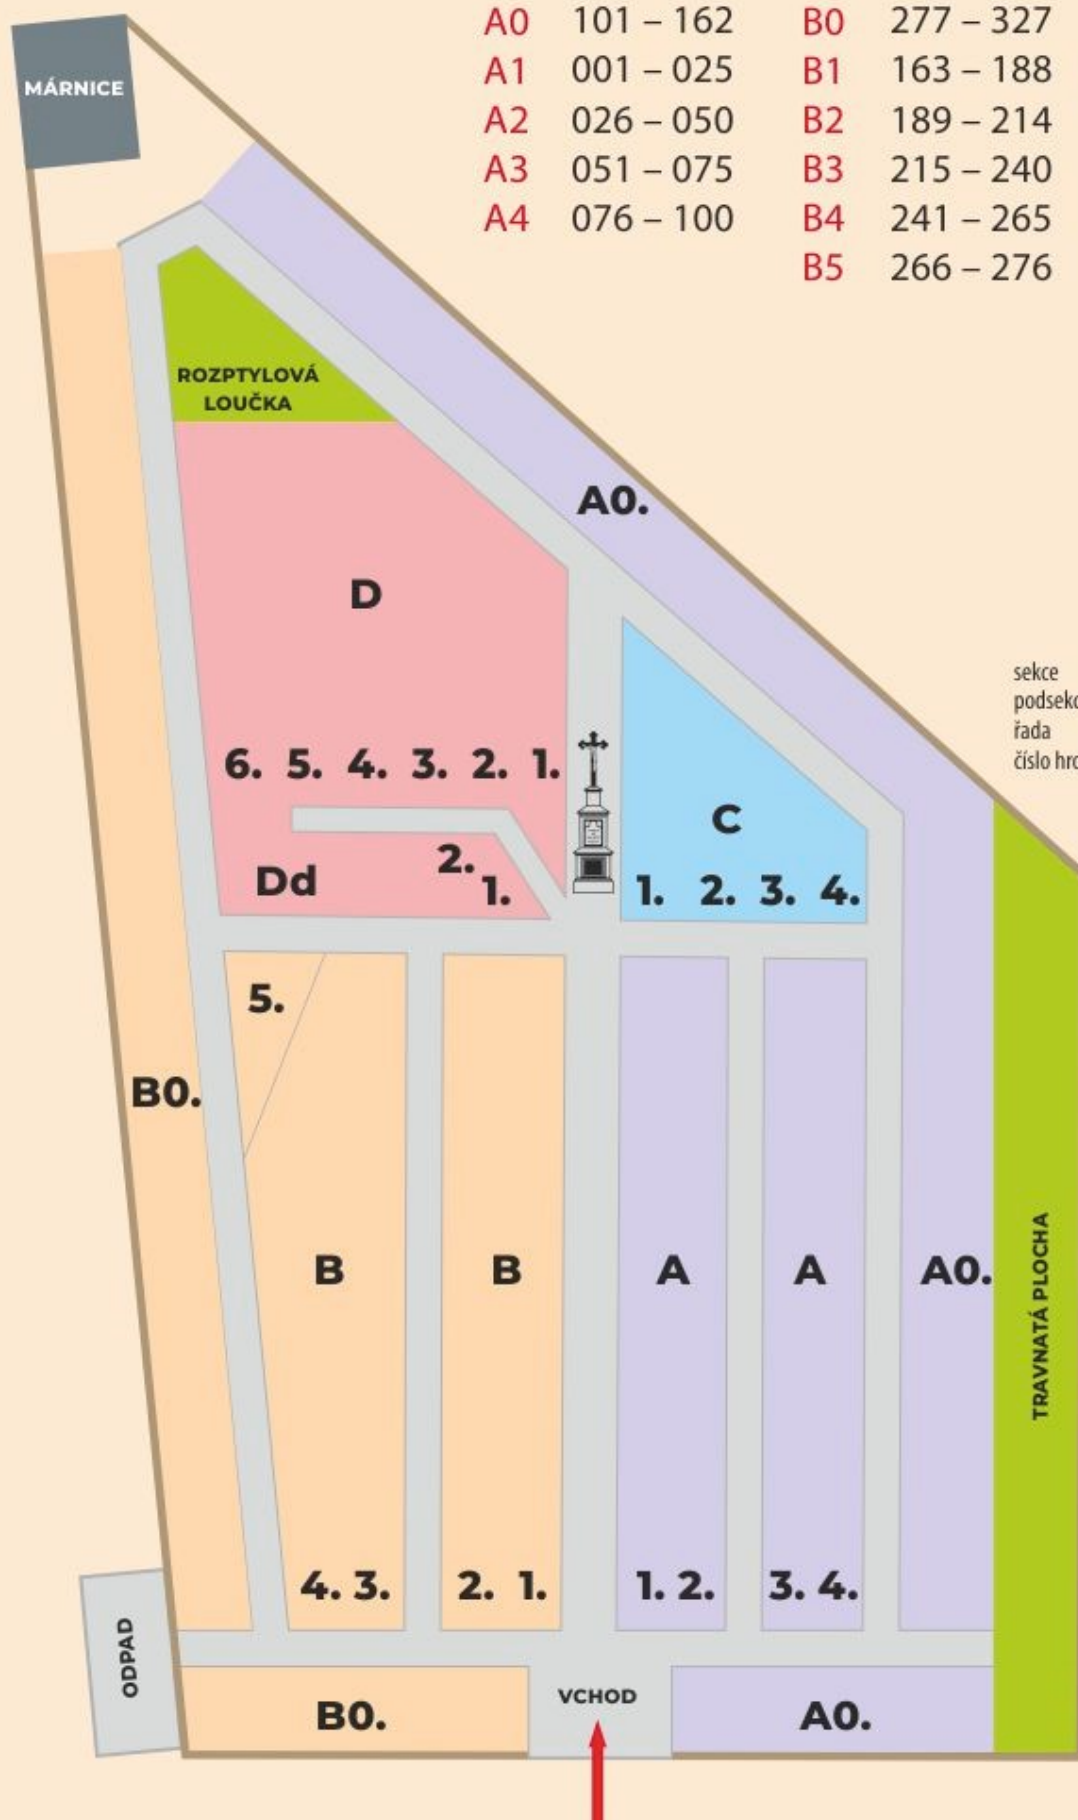 A0 101 – 162 B0 277 – 327
A1 001 – 025 B1 163 – 188
A2 026 – 050 B2 189 – 214
A3 051 – 075 B3 215 – 240
A4 076 – 100 B4 241 – 265
B5 266 – 276
MÁRNICE
ROZPTYLOVÁ
LOUČKA
A0.
D
sekce
podsekc
řada
číslo hro
6. 5. 4. 3. 2. 1.
C
Dd
2.
1.
1. 2. 3. 4.
5.
B0.
B
B
A
A
A0.
TRAVNATÁ PLOCHA
4. 3.
2. 1.
1. 2.
3. 4.
ODPAD
B0.
VCHOD
A0.